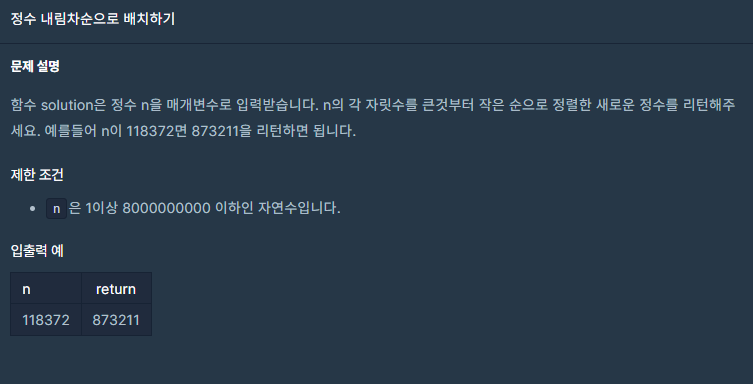 정수 내림차순으로 배치하기
문제 설명
함수 solution은 정수 n을 매개변수로 입력받습니다. n의 각 자릿수를 큰것부터 작은 순으로 정렬한 새로운 정수를 리턴해주
세요. 예를들어 n이 118372면 873211을 리턴하면 됩니다.
제한 조건
• n 은 1이상 8000000000 이하인 자연수입니다.
입출력 예
n return
118372 873211